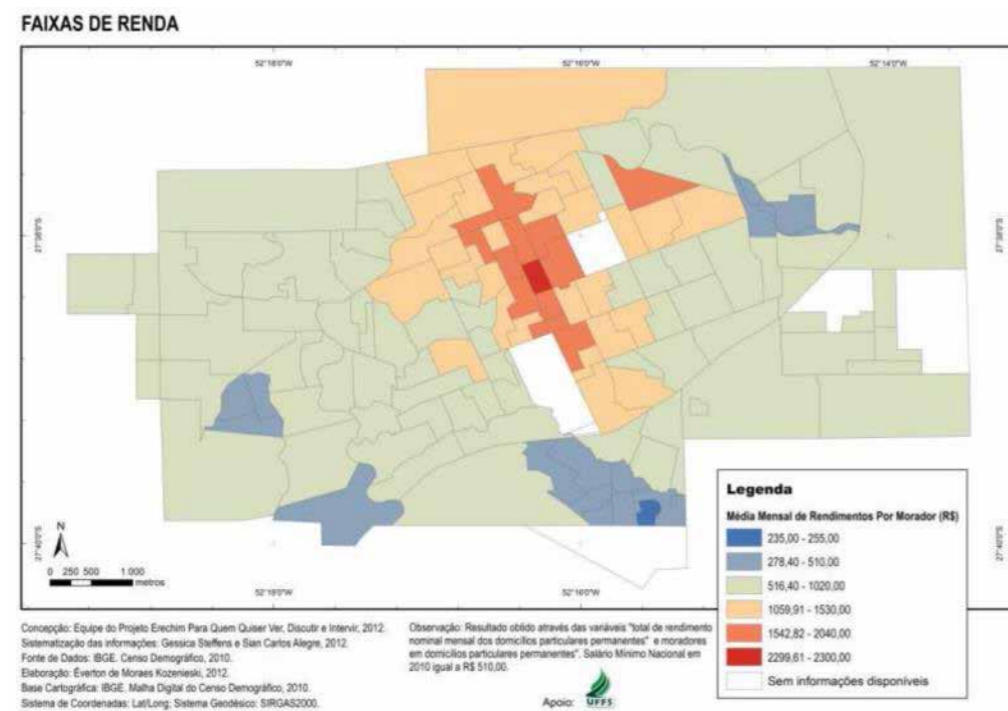 FAIXAS DE RENDA
52°18'0"W
52°16'0"W
52°14'0"W
27°38'0"S
27°38'0"S
27°40'0"S
27°40'0"S
N
0 250 500 1.000
metros
52°18'0"W
52°16'0"W
Legenda
Média Mensal de Rendimentos Por Morador (R$)
235,00 - 255,00
278,40 - 510,00
516,40 - 1020,00
1059,91 - 1530,00
1542,82 - 2040,00
2299,61 - 2300,00
Sem informações disponíveis
Concepção: Equipe do Projeto Erechim Para Quem Quiser Ver, Discutir e Intervir, 2012.
Sistematização das informações: Gessica Steffens e Sian Carlos Alegre, 2012.
Fonte de Dados: IBGE. Censo Demográfico, 2010.
Elaboração: Éverton de Moraes Kozenieski, 2012.
Base Cartográfica: IBGE. Malha Digital do Censo Demográfico, 2010.
Sistema de Coordenadas: Lat/Long; Sistema Geodésico: SIRGAS2000.
Observação: Resultado obtido através das variáveis "total de rendimento
nominal mensal dos domicílios particulares permanentes" e moradores
em domicílios particulares permanentes". Salário Mínimo Nacional em
2010 igual a R$ 510,00.
Apoio: UFFS